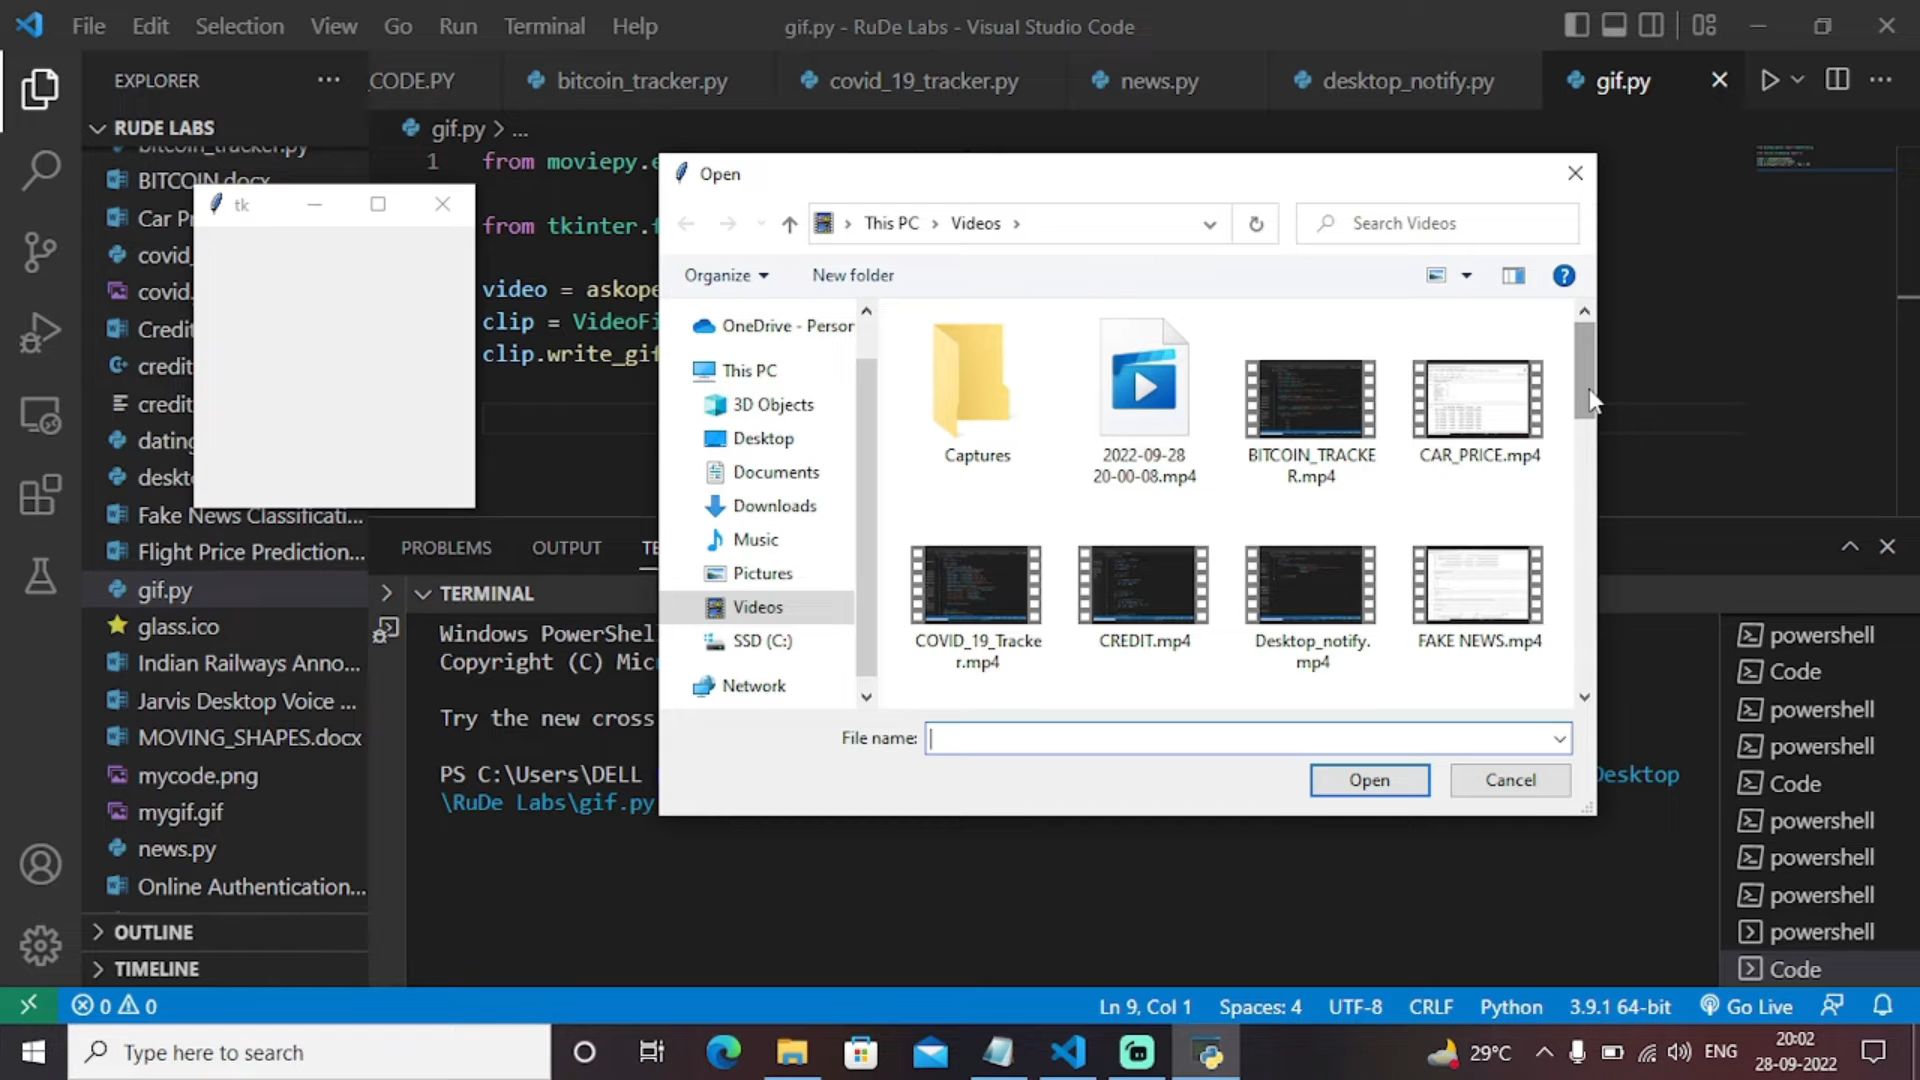 File Edit Selection View Go Run Terminal Help
gif.py - RuDe Labs - Visual Studio Code
EXPLORER
CODE.PY
bitcoin_tracker.py
covid_19_tracker.py
news.py
desktop_notify.py
gif.py
RUDE LABS
gif.py > ...
bitcoin_tracker.py
BITCOIN.docx
Car Pr
covid_
covid.
Credit
credit
credit
dating
deskto
Fake News Classificati...
Flight Price Prediction...
gif.py
glass.ico
Indian Railways Anno...
Jarvis Desktop Voice ...
MOVING_SHAPES.docx
mycode.png
mygif.gif
news.py
Online Authentication...
OUTLINE
TIMELINE
tk
1 from moviepy.e
from tkinter.f
video = askope
clip = VideoFi
clip.write_gif
Open
This PC > Videos >
Search Videos
Organize
New folder
OneDrive - Person
This PC
3D Objects
Desktop
Documents
Downloads
Music
Pictures
Videos
SSD (C:)
Network
Captures
2022-09-28
20-00-08.mp4
BITCOIN_TRACKE
R.mp4
CAR_PRICE.mp4
COVID_19_Tracke
r.mp4
CREDIT.mp4
Desktop_notify.
mp4
FAKE NEWS.mp4
File name:
Open
Cancel
PROBLEMS OUTPUT TE
TERMINAL
Windows PowerShell
Copyright (C) Mic
Try the new cross
PS C:\Users\DELL
Desktop
\RuDe Labs\gif.py
powershell
Code
powershell
powershell
Code
powershell
powershell
powershell
powershell
Code
0 0
Ln 9, Col 1 Spaces: 4 UTF-8 CRLF Python 3.9.1 64-bit Go Live
Type here to search
29°C
ENG
20:02
28-09-2022